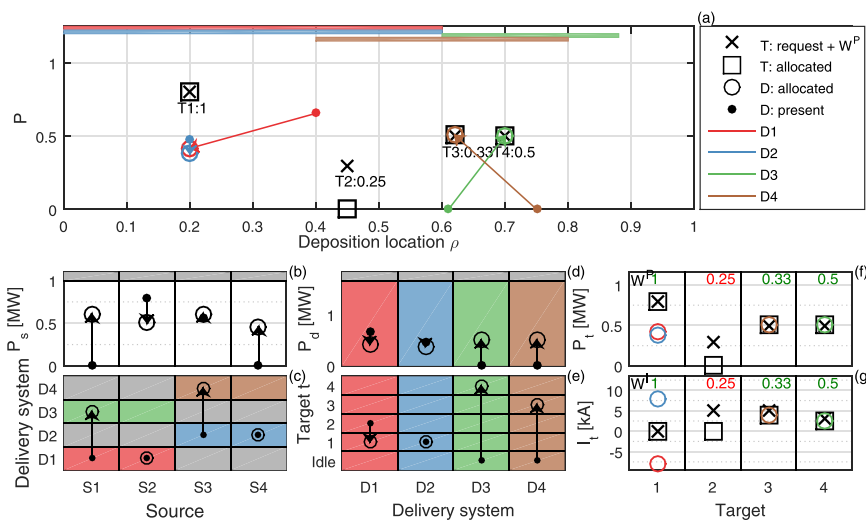 (a)
1
0.5
0
P
T1:1
T2:0.25
T3:0.33
T4:0.5
0 0.1 0.2 0.3 0.4 0.5 0.6 0.7 0.8 0.9 1
Deposition location ρ
T: request + W^P
T: allocated
D: allocated
D: present
D1
D2
D3
D4
(b)
1
0.5
0
P_s [MW]
(d)
1
0
P_d [MW]
(f)
W^P 1 0.25 0.33 0.5
1
0.5
0
P_t [MW]
(c)
D4
D3
D2
D1
Delivery system
S1 S2 S3 S4
Source
(e)
4
3
2
1
Idle
Target t
D1 D2 D3 D4
Delivery system
(g)
W^I 1 0.25 0.33 0.5
10
5
0
-5
I_t [kA]
1 2 3 4
Target